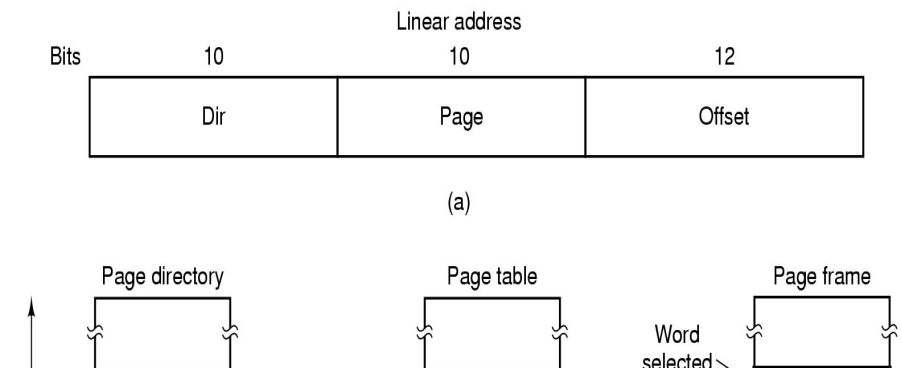 Linear address
Bits 10 10 12
Dir Page Offset
(a)
Page directory Page table Page frame
Word
selected